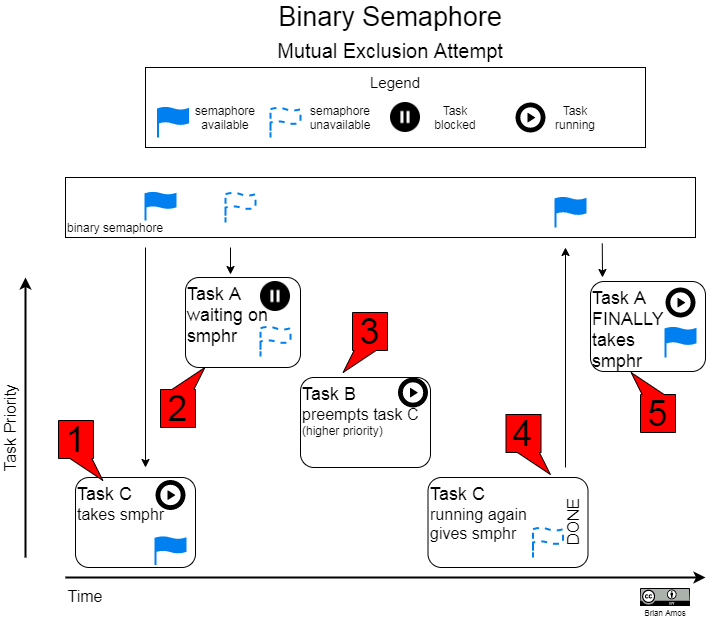 Binary Semaphore
Mutual Exclusion Attempt
Legend
semaphore
available
semaphore
unavailable
Task
blocked
Task
running
binary semaphore
Task A
waiting on
smphr
Task A
FINALLY
takes
smphr
3
2
Task B
preempts task C
(higher priority)
5
1
4
Task C
takes smphr
Task C
running again
gives smphr
DONE
Task Priority
Time
cc
BY
Brian Amos